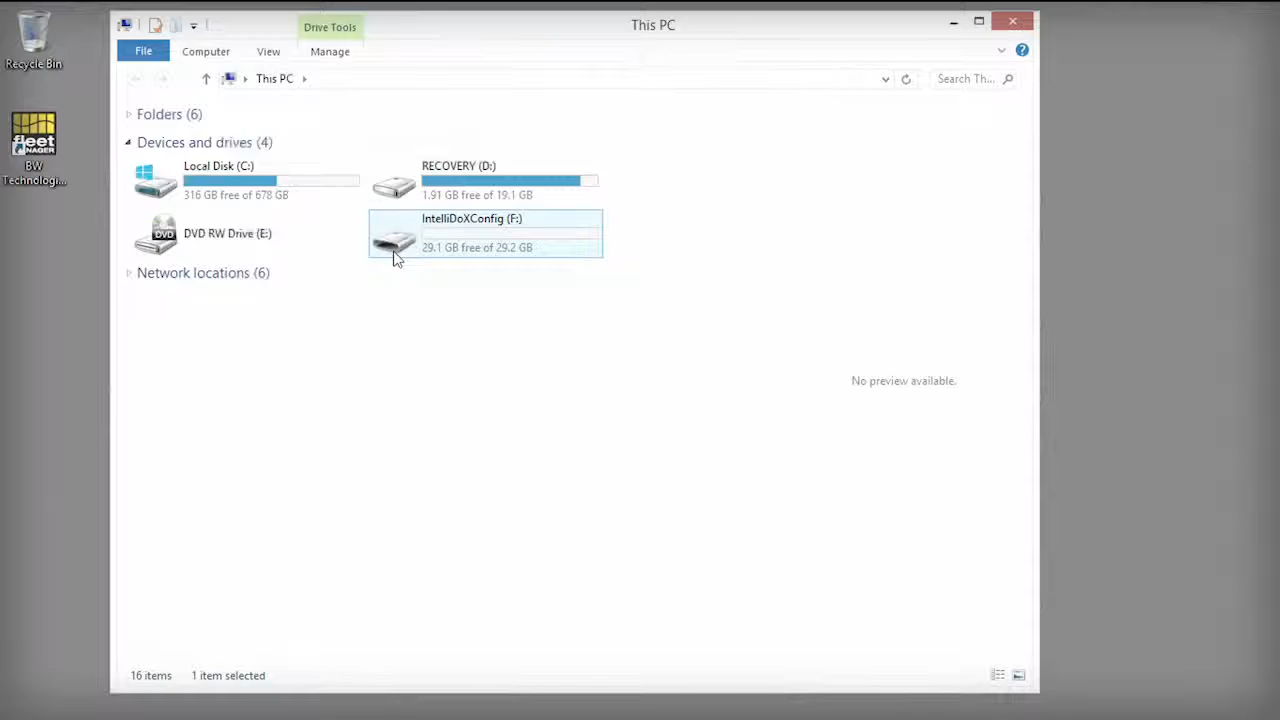 Recycle Bin
fleet
MANAGER
BW
Technologi...
Drive Tools
This PC
File
Computer
View
Manage
This PC
Search Th...
Folders (6)
Devices and drives (4)
Local Disk (C:)
316 GB free of 678 GB
RECOVERY (D:)
1.91 GB free of 19.1 GB
DVD
DVD RW Drive (E:)
IntelliDoXConfig (F:)
29.1 GB free of 29.2 GB
Network locations (6)
No preview available.
16 items
1 item selected